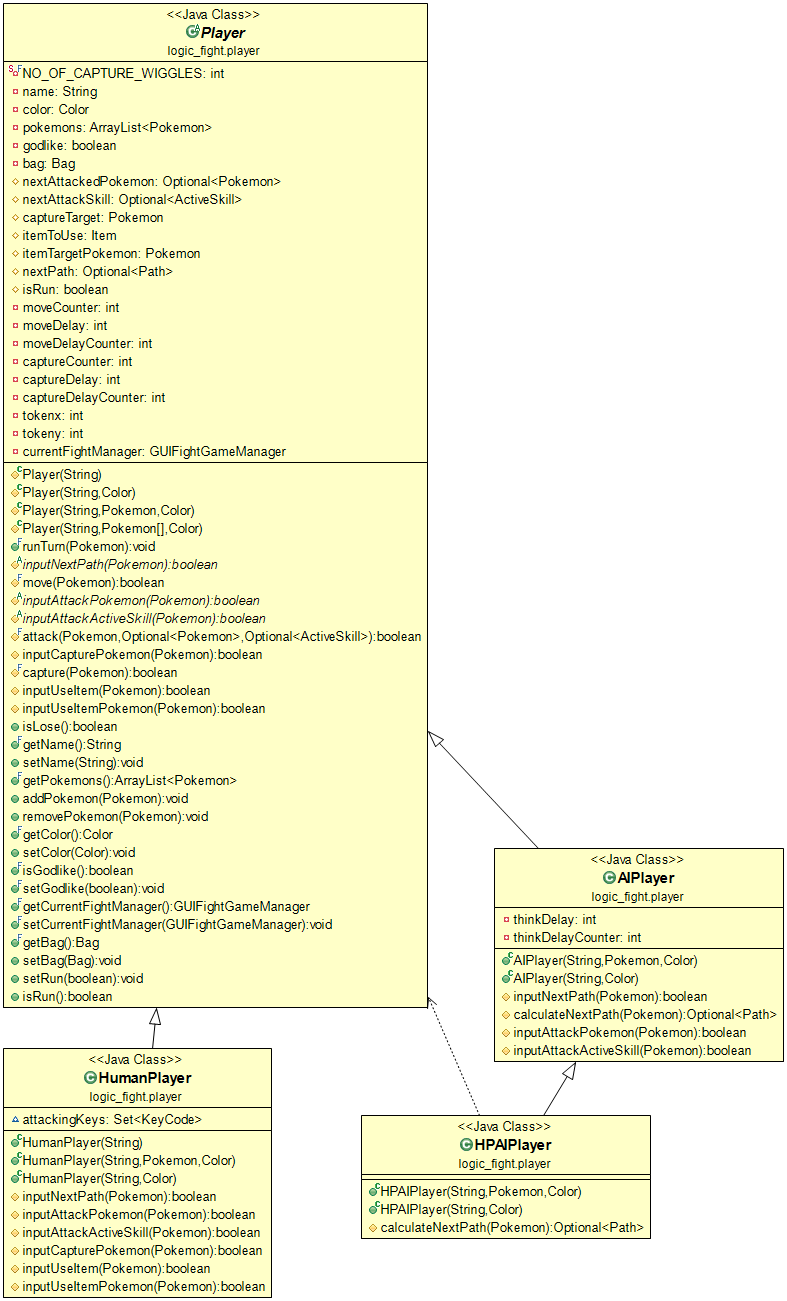 <<Java Class>>
Player
logic_fight.player
NO_OF_CAPTURE_WIGGLES: int
name: String
color: Color
pokemons: ArrayList<Pokemon>
godlike: boolean
bag: Bag
nextAttackedPokemon: Optional<Pokemon>
nextAttackSkill: Optional<ActiveSkill>
captureTarget: Pokemon
itemToUse: Item
itemTargetPokemon: Pokemon
nextPath: Optional<Path>
isRun: boolean
moveCounter: int
moveDelay: int
moveDelayCounter: int
captureCounter: int
captureDelay: int
captureDelayCounter: int
tokenx: int
tokeny: int
currentFightManager: GUIFightGameManager
Player(String)
Player(String,Color)
Player(String,Pokemon,Color)
Player(String,Pokemon[],Color)
runTurn(Pokemon):void
inputNextPath(Pokemon):boolean
move(Pokemon):boolean
inputAttackPokemon(Pokemon):boolean
inputAttackActiveSkill(Pokemon):boolean
attack(Pokemon,Optional<Pokemon>,Optional<ActiveSkill>):boolean
inputCapturePokemon(Pokemon):boolean
capture(Pokemon):boolean
inputUseItem(Pokemon):boolean
inputUseItemPokemon(Pokemon):boolean
isLose():boolean
getName():String
setName(String):void
getPokemons():ArrayList<Pokemon>
addPokemon(Pokemon):void
removePokemon(Pokemon):void
getColor():Color
setColor(Color):void
isGodlike():boolean
setGodlike(boolean):void
getCurrentFightManager():GUIFightGameManager
setCurrentFightManager(GUIFightGameManager):void
getBag():Bag
setBag(Bag):void
setRun(boolean):void
isRun():boolean
<<Java Class>>
AIPlayer
logic_fight.player
thinkDelay: int
thinkDelayCounter: int
AIPlayer(String,Pokemon,Color)
AIPlayer(String,Color)
inputNextPath(Pokemon):boolean
calculateNextPath(Pokemon):Optional<Path>
inputAttackPokemon(Pokemon):boolean
inputAttackActiveSkill(Pokemon):boolean
<<Java Class>>
HumanPlayer
logic_fight.player
attackingKeys: Set<KeyCode>
HumanPlayer(String)
HumanPlayer(String,Pokemon,Color)
HumanPlayer(String,Color)
inputNextPath(Pokemon):boolean
inputAttackPokemon(Pokemon):boolean
inputAttackActiveSkill(Pokemon):boolean
inputCapturePokemon(Pokemon):boolean
inputUseItem(Pokemon):boolean
inputUseItemPokemon(Pokemon):boolean
<<Java Class>>
HPAIPlayer
logic_fight.player
HPAIPlayer(String,Pokemon,Color)
HPAIPlayer(String,Color)
calculateNextPath(Pokemon):Optional<Path>